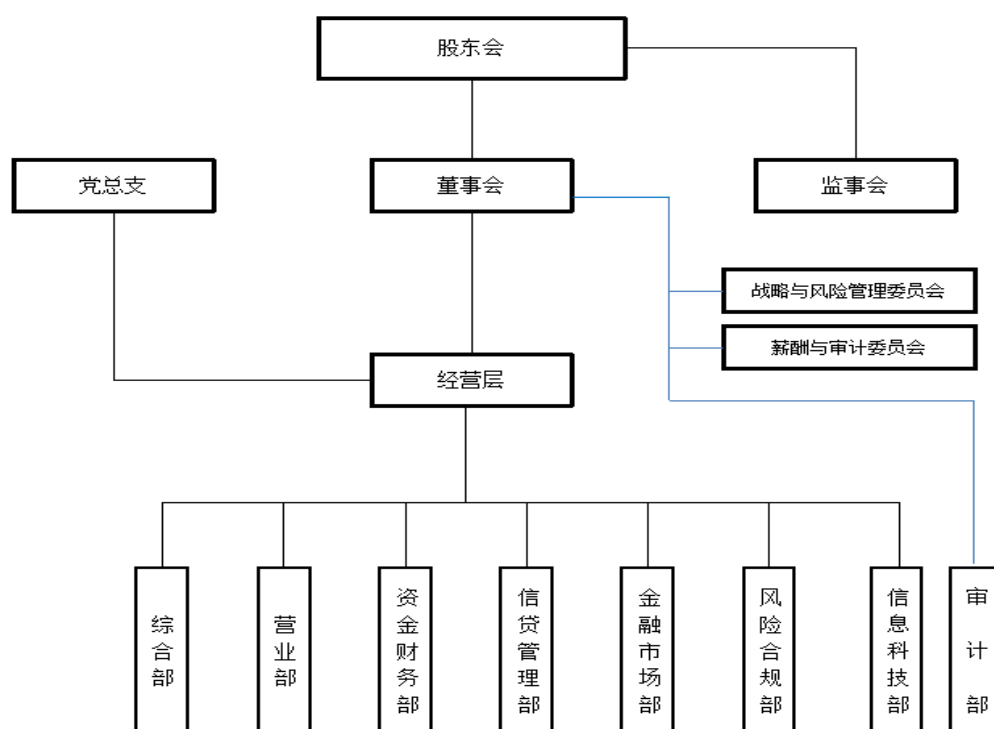 股东会
党总支
董事会
监事会
战略与风险管理委员会
薪酬与审计委员会
经营层
综合部
营业部
资金财务部
信贷管理部
金融市场部
风险合规部
信息科技部
审计部